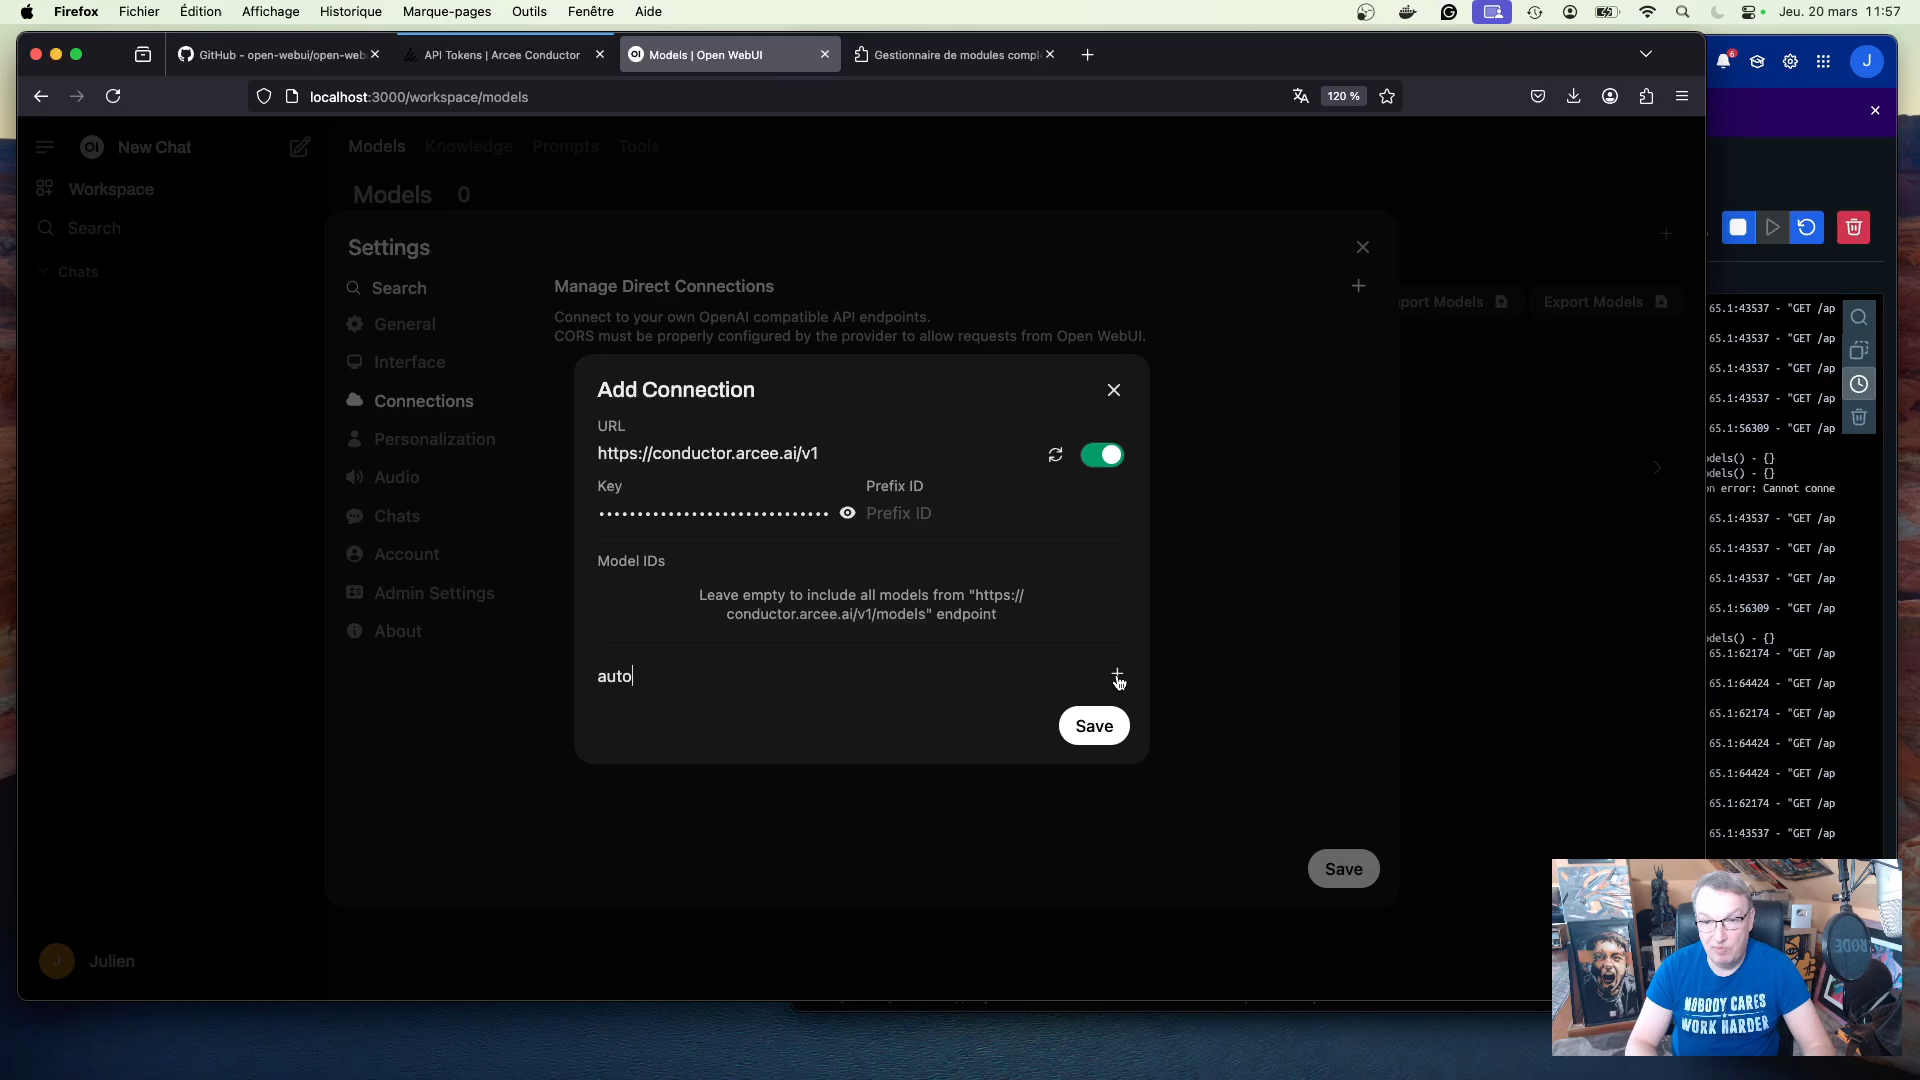 Firefox Fichier Édition Affichage Historique Marque-pages Outils Fenêtre Aide
Jeu. 20 mars 11:57
GitHub - open-webui/open-web
API Tokens | Arcee Conductor
Models | Open WebUI
Gestionnaire de modules compl
localhost:3000/workspace/models
120 %
6
J
New Chat
Workspace
Search
Chats
Models Knowledge Prompts Tools
Models 0
Settings
Search
General
Interface
Connections
Personalization
Audio
Chats
Account
Admin Settings
About
Manage Direct Connections
Connect to your own OpenAI compatible API endpoints.
CORS must be properly configured by the provider to allow requests from Open WebUI.
port Models
Export Models
Add Connection
URL
https://conductor.arcee.ai/v1
Key
Prefix ID
Prefix ID
Model IDs
Leave empty to include all models from "https://
conductor.arcee.ai/v1/models" endpoint
auto
Save
Save
J Julien
65.1:43537 - "GET /ap
65.1:43537 - "GET /ap
65.1:43537 - "GET /ap
65.1:43537 - "GET /ap
65.1:56309 - "GET /ap
dels() - {}
dels() - {}
n error: Cannot conne
65.1:43537 - "GET /ap
65.1:43537 - "GET /ap
65.1:43537 - "GET /ap
65.1:56309 - "GET /ap
dels() - {}
65.1:62174 - "GET /ap
65.1:64424 - "GET /ap
65.1:62174 - "GET /ap
65.1:64424 - "GET /ap
65.1:64424 - "GET /ap
65.1:62174 - "GET /ap
65.1:43537 - "GET /ap
RODE
NOBODY CARES
WORK HARDER